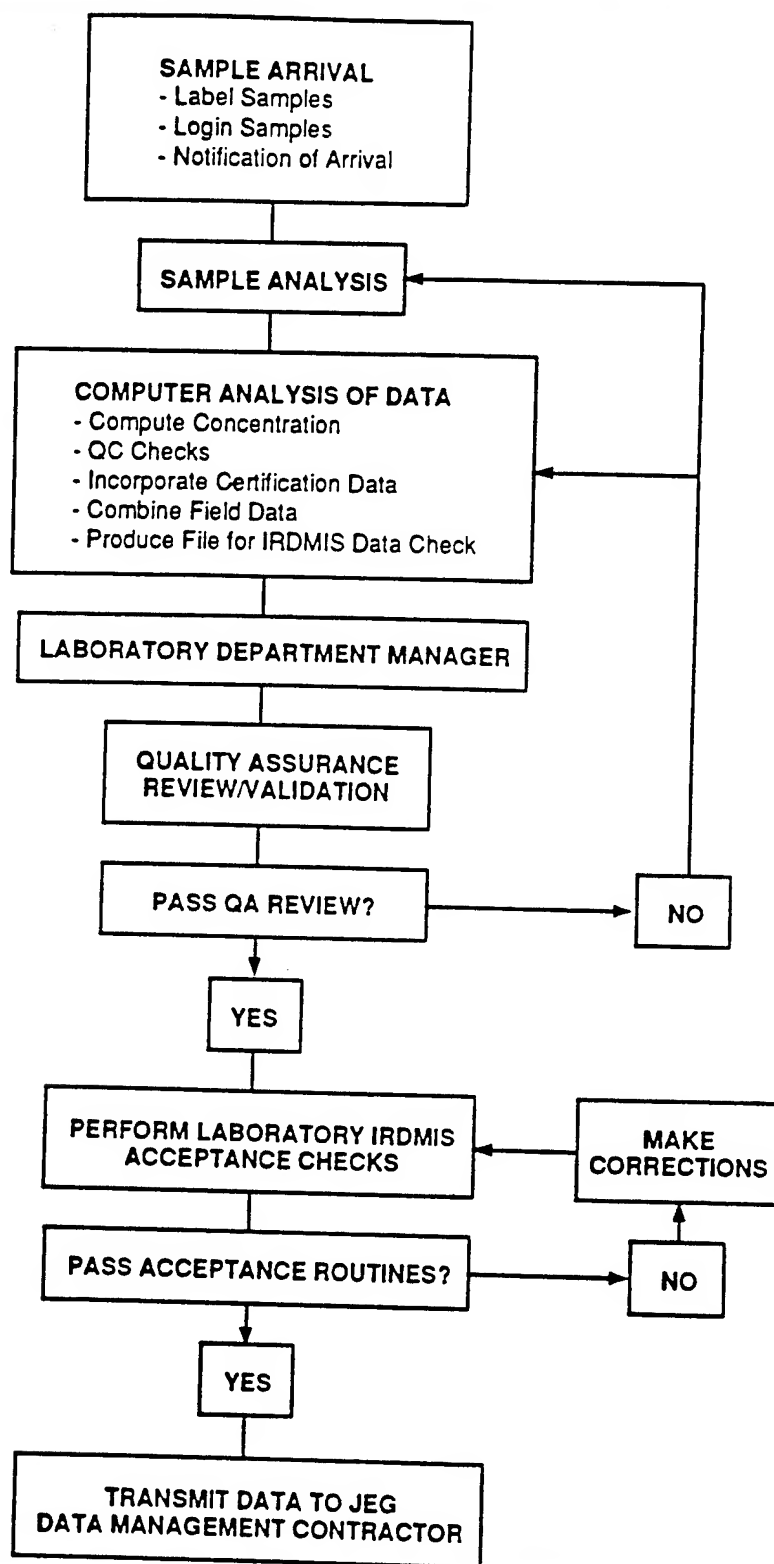 SAMPLE ARRIVAL
- Label Samples
- Login Samples
- Notification of Arrival
SAMPLE ANALYSIS
COMPUTER ANALYSIS OF DATA
- Compute Concentration
- QC Checks
- Incorporate Certification Data
- Combine Field Data
- Produce File for IRDMIS Data Check
LABORATORY DEPARTMENT MANAGER
QUALITY ASSURANCE
REVIEW/VALIDATION
PASS QA REVIEW?
NO
YES
PERFORM LABORATORY IRDMIS
ACCEPTANCE CHECKS
MAKE
CORRECTIONS
PASS ACCEPTANCE ROUTINES?
NO
YES
TRANSMIT DATA TO JEG
DATA MANAGEMENT CONTRACTOR